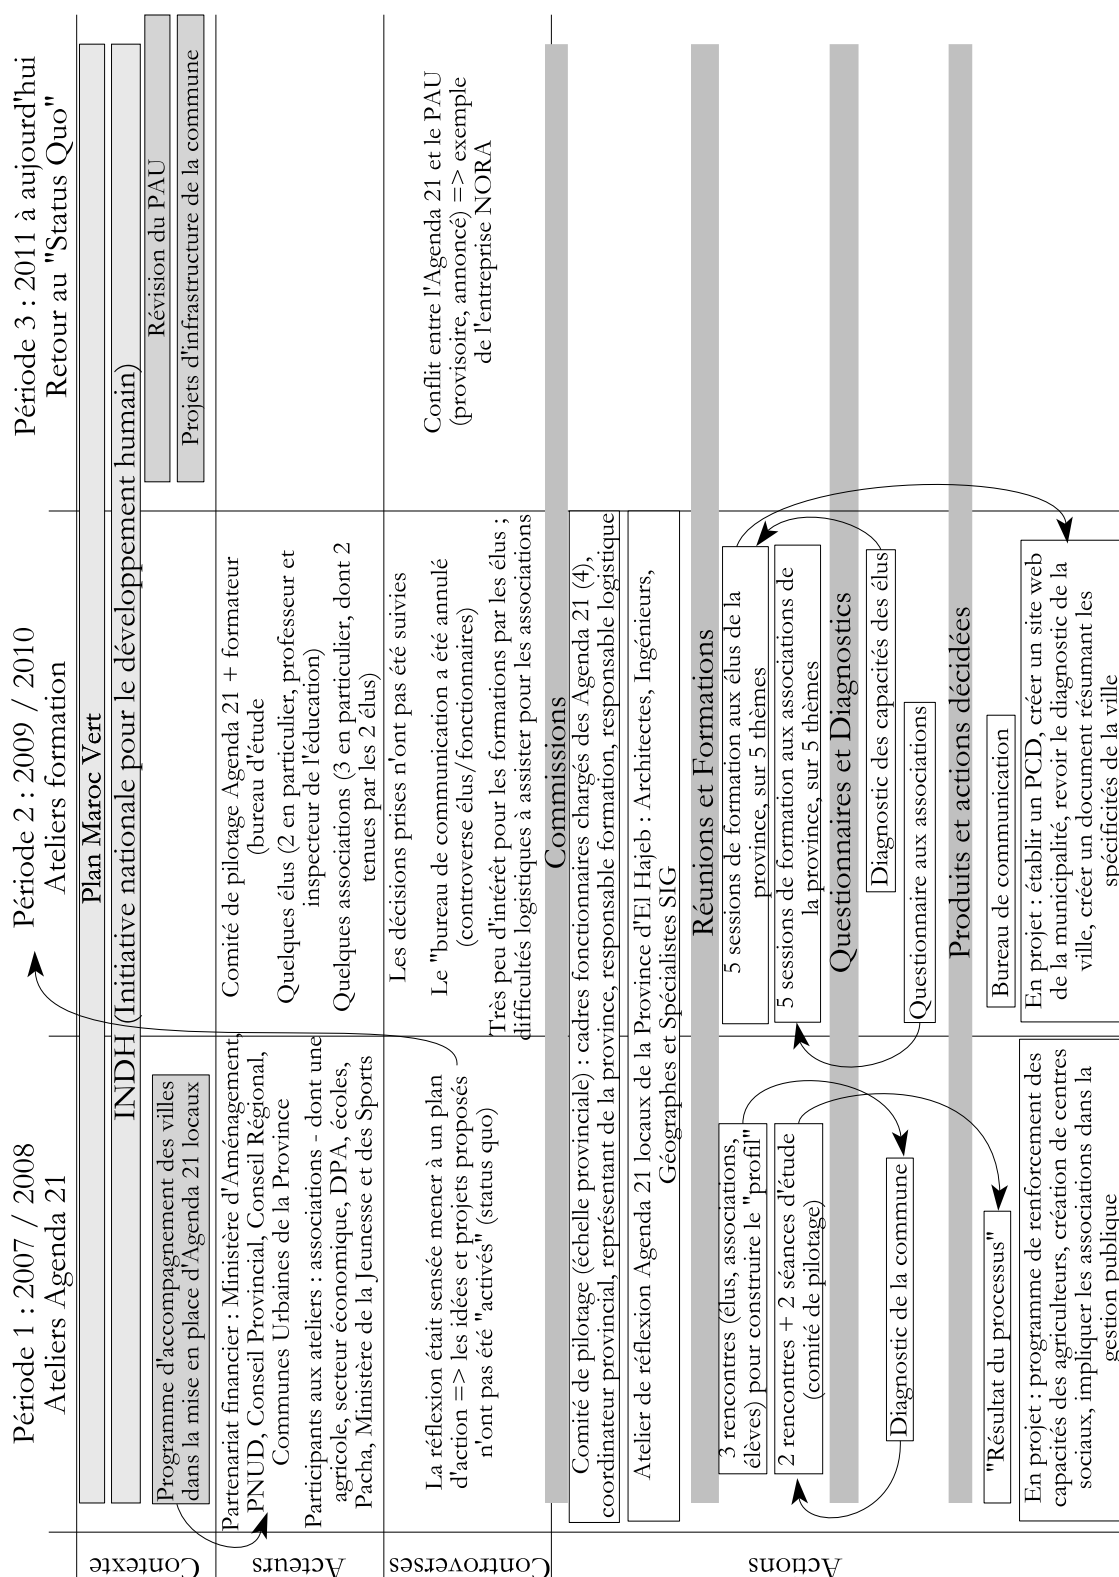 Période 1 : 2007 / 2008
Ateliers Agenda 21
Période 2 : 2009 / 2010
Ateliers formation
Période 3 : 2011 à aujourd'hui
Retour au "Status Quo"
Contexte
Plan Maroc Vert
INDH (Initiative nationale pour le développement humain)
Programme d'accompagnement des villes
dans la mise en place d'Agenda 21 locaux
Révision du PAU
Projets d'infrastructure de la commune
Acteurs
Partenariat financier : Ministère d'Aménagement,
PNUD, Conseil Provincial, Conseil Régional,
Communes Urbaines de la Province
Participants aux ateliers : associations - dont une
agricole, secteur économique, DPA, écoles,
Pacha, Ministère de la Jeunesse et des Sports
Comité de pilotage Agenda 21 + formateur
(bureau d'étude)
Quelques élus (2 en particulier, professeur et
inspecteur de l'éducation)
Quelques associations (3 en particulier, dont 2
tenues par les 2 élus)
Controverses
La réflexion était sensée mener à un plan
d'action => les idées et projets proposés
n'ont pas été "activés" (status quo)
Les décisions prises n'ont pas été suivies
Le "bureau de communication a été annulé
(controverse élus/fonctionnaires)
Très peu d'intérêt pour les formations par les élus ;
difficultés logistiques à assister pour les associations
Conflit entre l'Agenda 21 et le PAU
(provisoire, annoncé) => exemple
de l'entreprise NORA
Actions
Commissions
Comité de pilotage (échelle provinciale) : cadres fonctionnaires chargés des Agenda 21 (4),
coordinateur provincial, représentant de la province, responsable formation, responsable logistique
Atelier de réflexion Agenda 21 locaux de la Province d'El Hajeb : Architectes, Ingénieurs,
Géographes et Spécialistes SIG
Réunions et Formations
3 rencontres (élus, associations,
élèves) pour construire le "profil"
2 rencontres + 2 séances d'étude
(comité de pilotage)
5 sessions de formation aux élus de la
province, sur 5 thèmes
5 sessions de formation aux associations de
la province, sur 5 thèmes
Questionnaires et Diagnostics
Diagnostic de la commune
Diagnostic des capacités des élus
Questionnaire aux associations
Produits et actions décidées
"Résultat du processus"
En projet : programme de renforcement des
capacités des agriculteurs, création de centres
sociaux, impliquer les associations dans la
gestion publique
Bureau de communication
En projet : établir un PCD, créer un site web
de la municipalité, revoir le diagnostic de la
ville, créer un document résumant les
spécificités de la ville